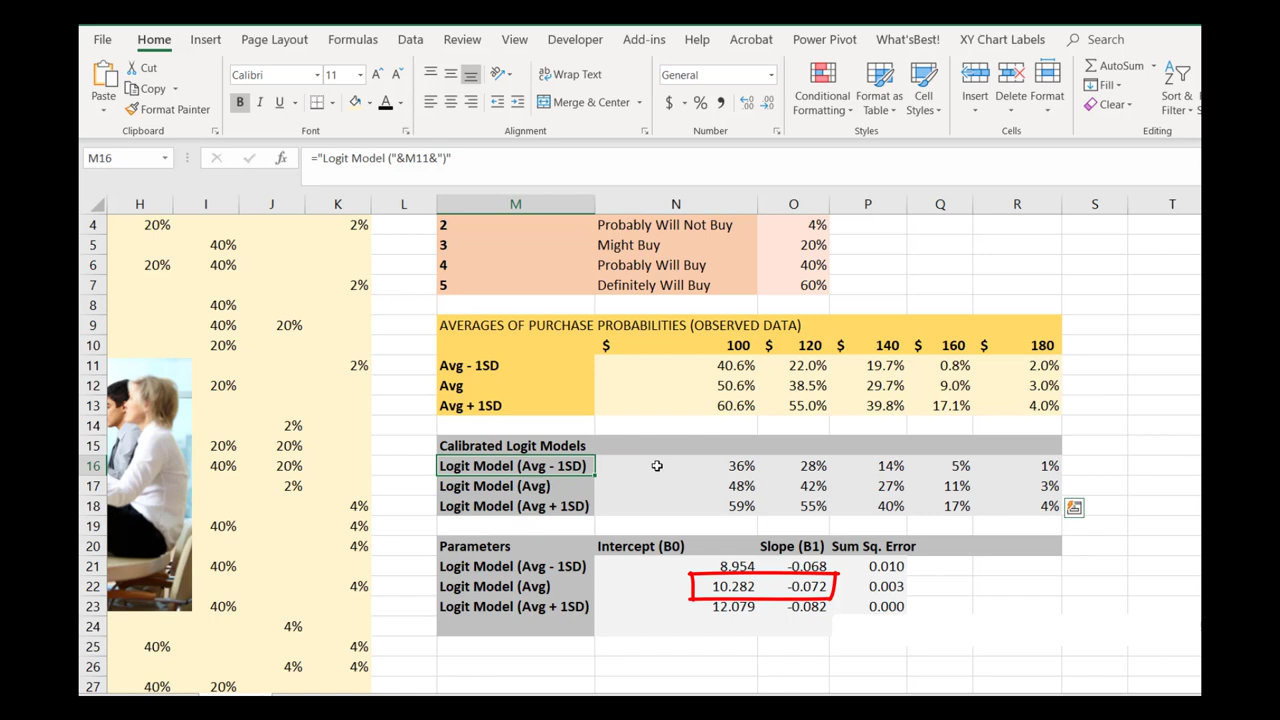 File Home Insert Page Layout Formulas Data Review View Developer Add-ins Help Acrobat Power Pivot What'sBest! XY Chart Labels Search
Paste
Cut
Copy
Format Painter
Clipboard
Calibri 11
B I U
Font
Wrap Text
Merge & Center
Alignment
General
$ % ,
Number
Conditional Formatting
Format as Table
Cell Styles
Styles
Insert Delete Format
Cells
AutoSum
Fill
Clear
Sort &
Filter
Editing
M16 fx ="Logit Model ("&M11&")"
H I J K L M N O P Q R S T
4 20% 2% 2 Probably Will Not Buy 4%
5 40% 3 Might Buy 20%
6 20% 40% 4 Probably Will Buy 40%
7 2% 5 Definitely Will Buy 60%
8 40%
9 40% 20% AVERAGES OF PURCHASE PROBABILITIES (OBSERVED DATA)
10 20% $ 100 $ 120 $ 140 $ 160 $ 180
11 2% Avg - 1SD 40.6% 22.0% 19.7% 0.8% 2.0%
12 20% Avg 50.6% 38.5% 29.7% 9.0% 3.0%
13 Avg + 1SD 60.6% 55.0% 39.8% 17.1% 4.0%
14 2%
15 20% 20% Calibrated Logit Models
16 40% 20% Logit Model (Avg - 1SD) 36% 28% 14% 5% 1%
17 2% Logit Model (Avg) 48% 42% 27% 11% 3%
18 4% Logit Model (Avg + 1SD) 59% 55% 40% 17% 4%
19 40% 4%
20 4% Parameters Intercept (B0) Slope (B1) Sum Sq. Error
21 40% Logit Model (Avg - 1SD) 8.954 -0.068 0.010
22 4% Logit Model (Avg) 10.282 -0.072 0.003
23 40% Logit Model (Avg + 1SD) 12.079 -0.082 0.000
24 4%
25 40% 4%
26 4% 4%
27 40% 20%